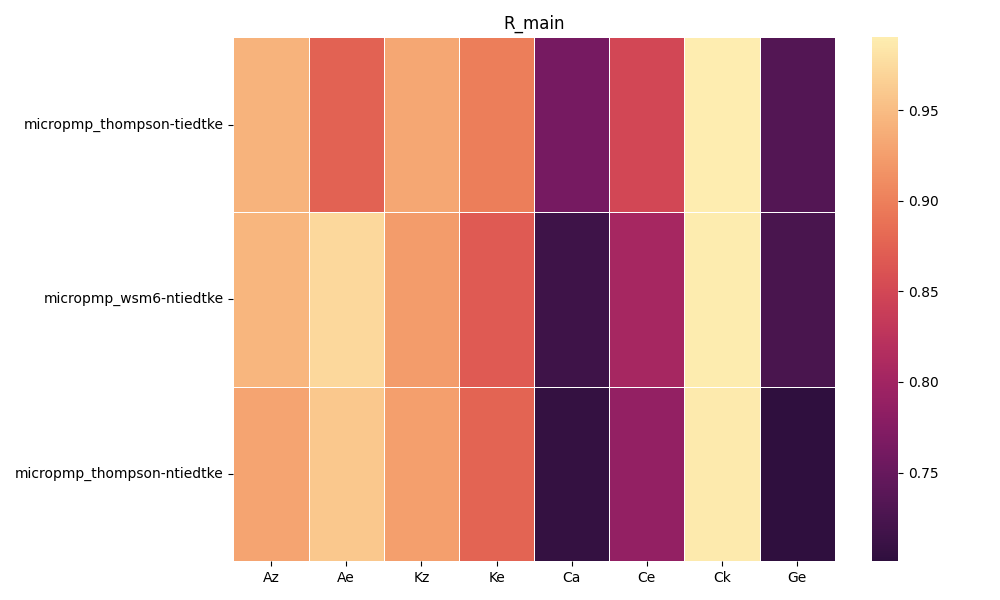 R_main
micropmp_thompson-tiedtke
micropmp_wsm6-ntiedtke
micropmp_thompson-ntiedtke
Az Ae Kz Ke Ca Ce Ck Ge
0.95
0.90
0.85
0.80
0.75